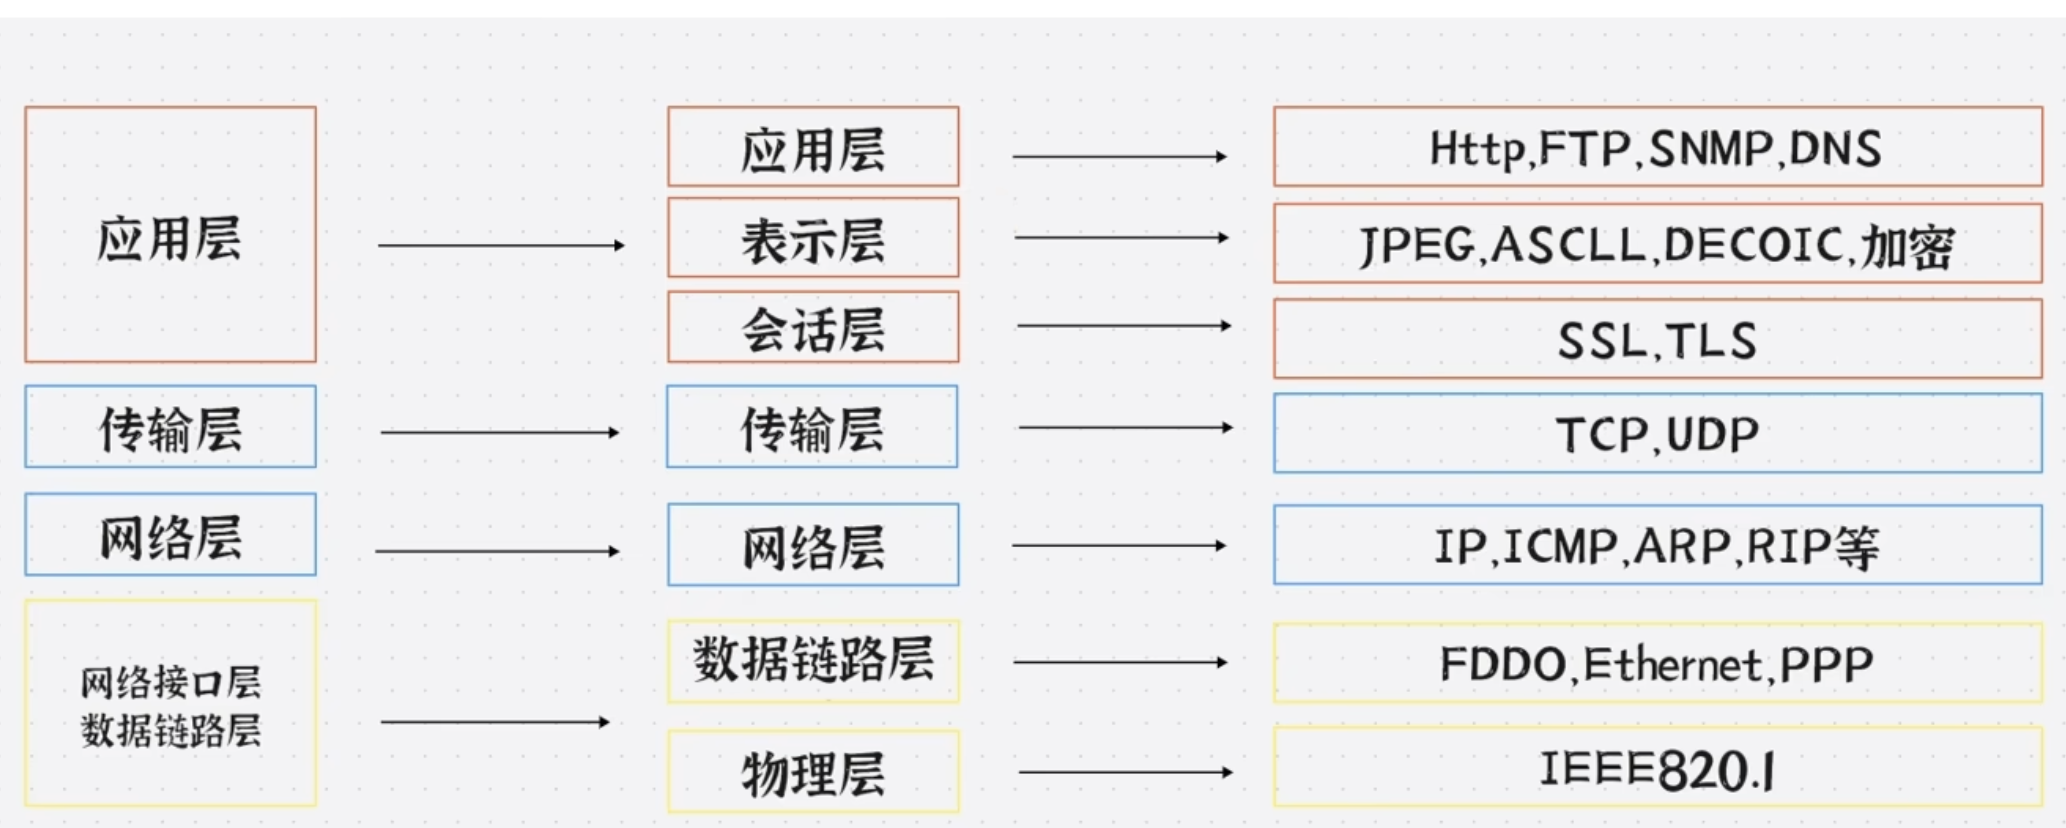 应用层
传输层
网络层
网络接口层
数据链路层
应用层
表示层
会话层
传输层
网络层
数据链路层
物理层
Http,FTP,SNMP,DNS
JPEG,ASCLL,DECOIC,加密
SSL,TLS
TCP,UDP
IP,ICMP,ARP,RIP等
FDDO,Ethernet,PPP
IEEE820.1